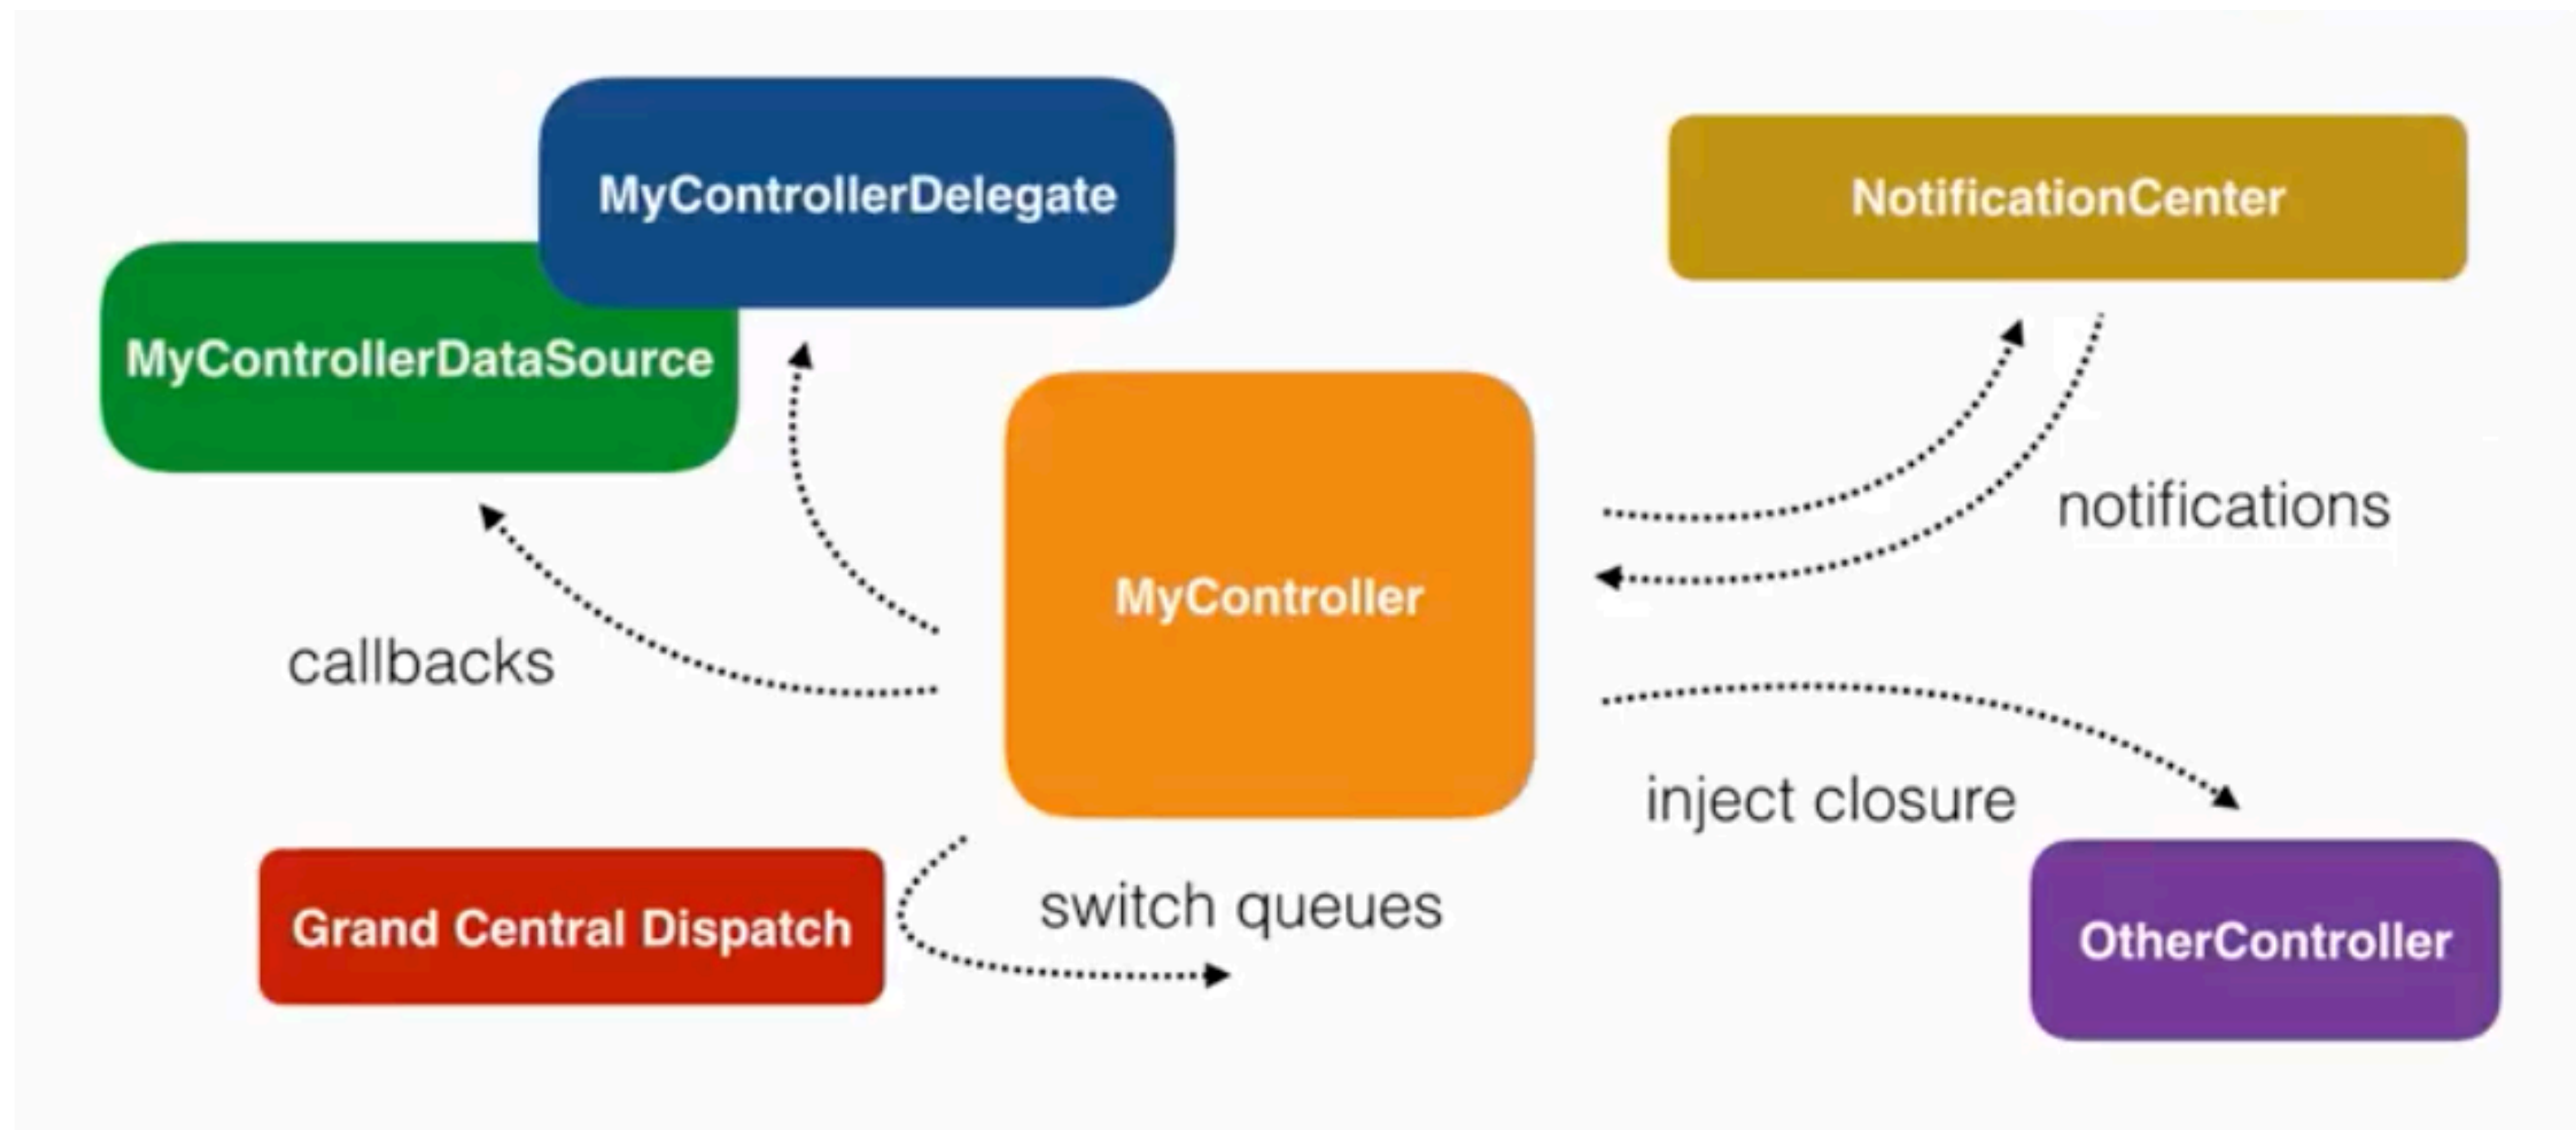 MyControllerDelegate
NotificationCenter
MyControllerDataSource
notifications
MyController
callbacks
inject closure
switch queues
Grand Central Dispatch
OtherController